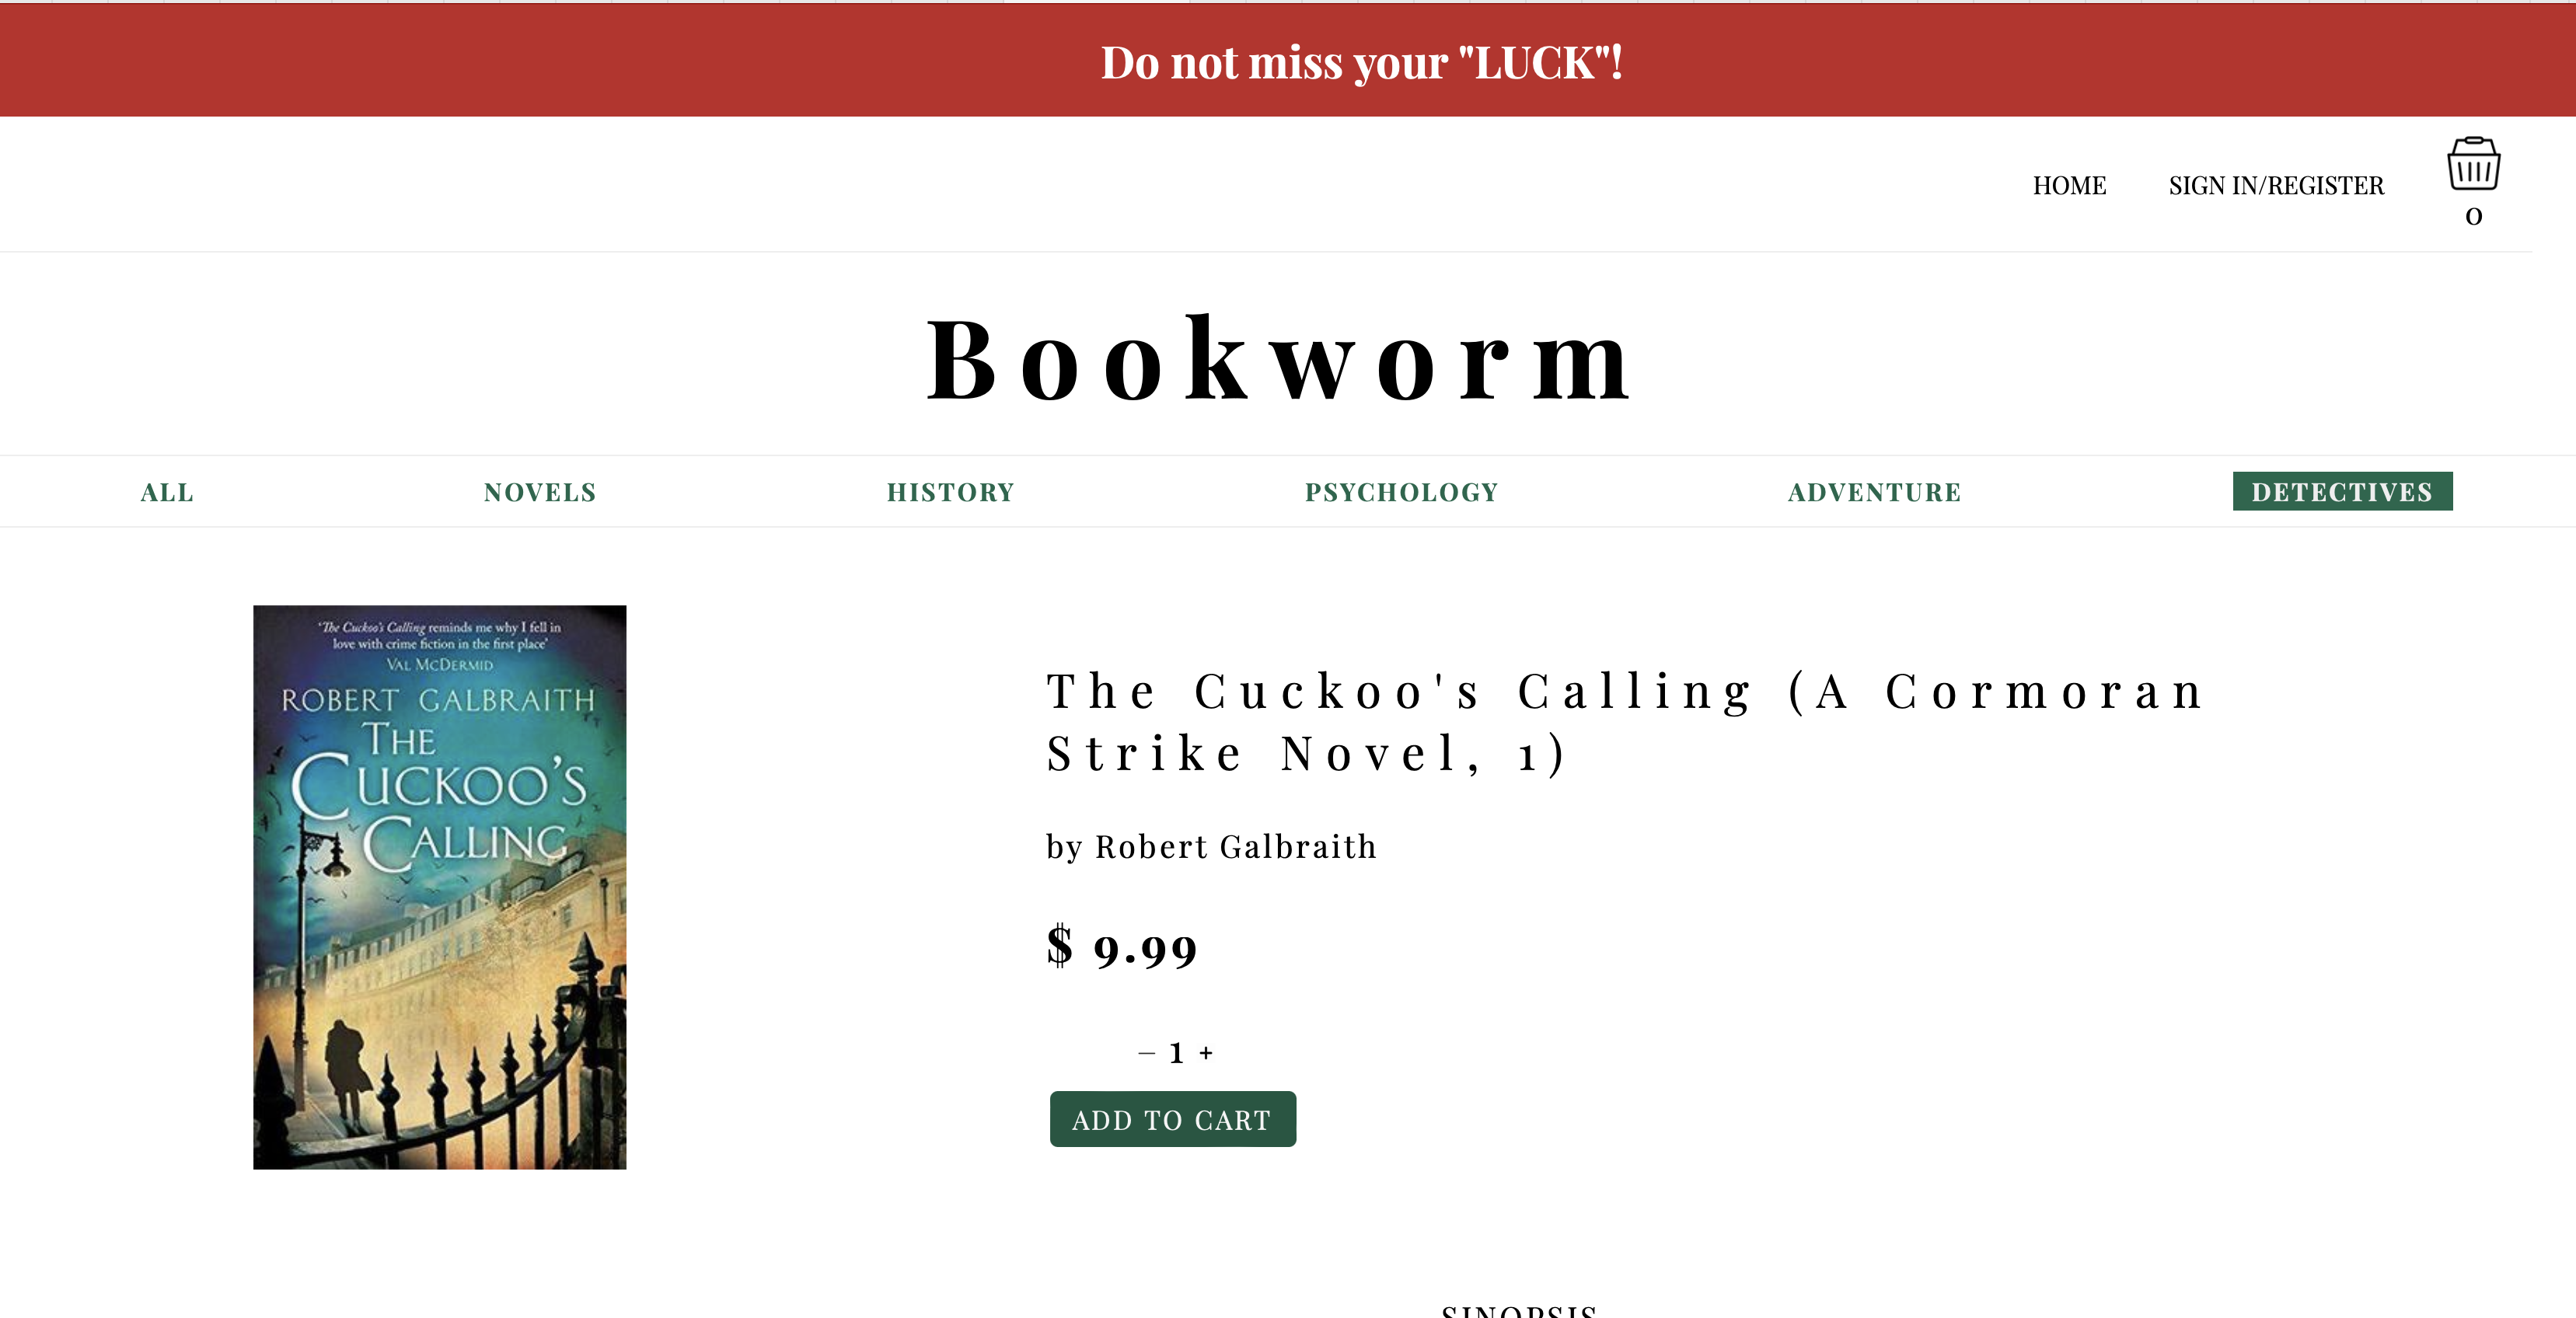 Do not miss your "LUCK"!
HOME SIGN IN/REGISTER
0
Bookworm
ALL NOVELS HISTORY PSYCHOLOGY ADVENTURE DETECTIVES
'The Cuckoo's Calling reminds me why I fell in
love with crime fiction in the first place'
VAL MCDERMID
ROBERT GALBRAITH
THE
CUCKOO'S
CALLING
The Cuckoo's Calling (A Cormoran
Strike Novel, 1)
by Robert Galbraith
$ 9.99
– 1 +
ADD TO CART
SINOPSIS